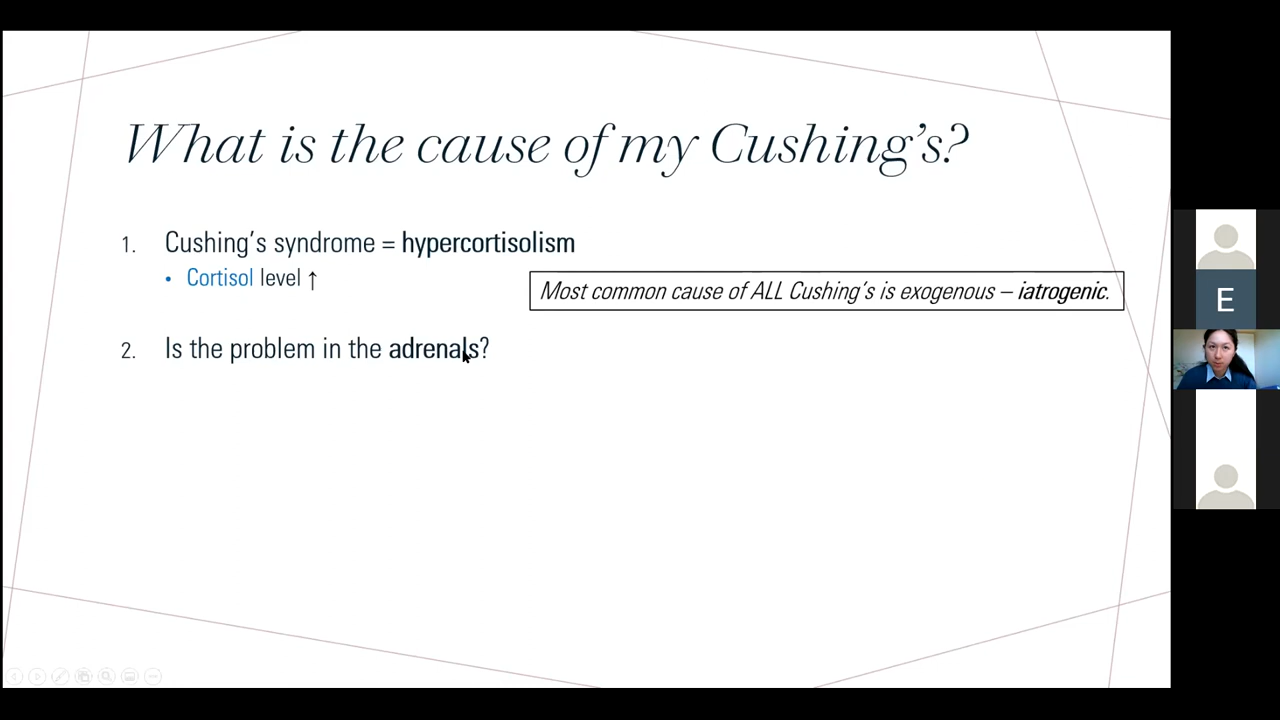 What is the cause of my Cushing's?
1. Cushing's syndrome = hypercortisolism
• Cortisol level ↑
Most common cause of ALL Cushing's is exogenous – iatrogenic.
2. Is the problem in the adrenals?
E